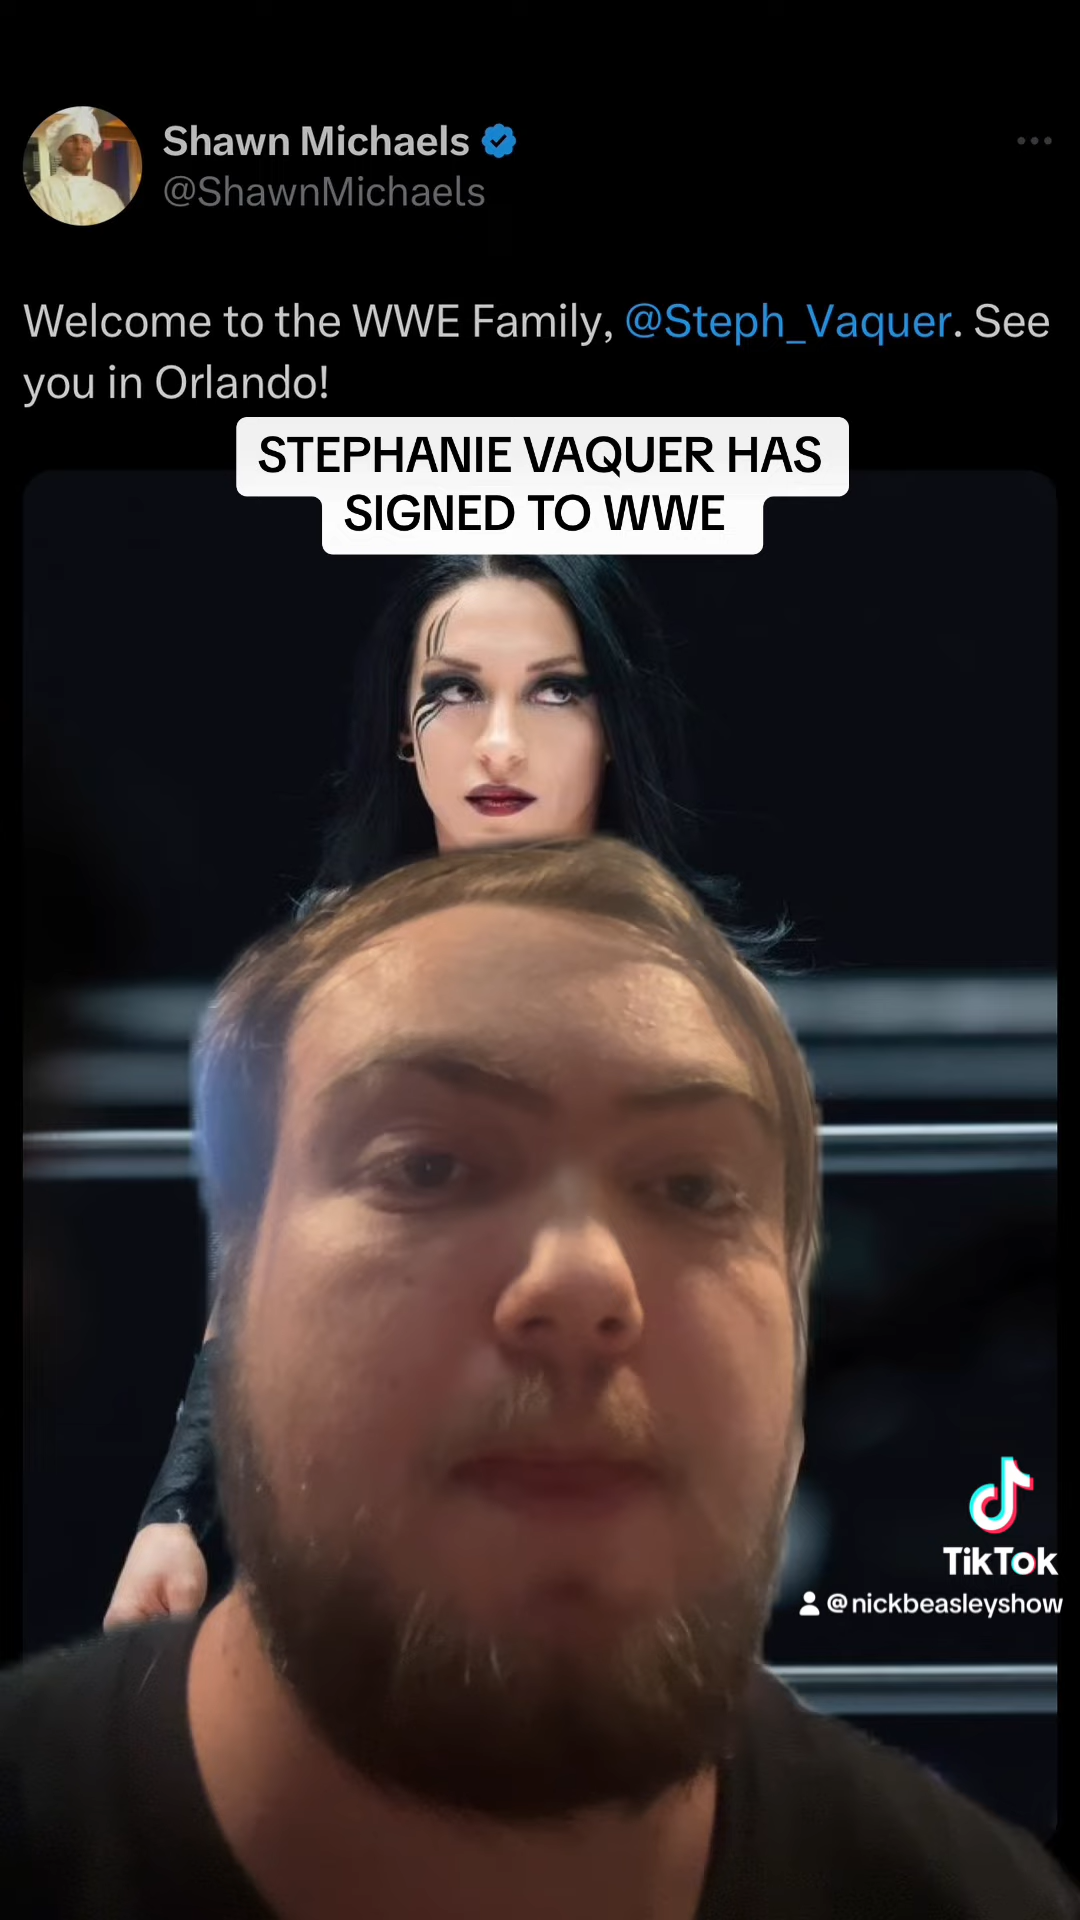 Shawn Michaels
@ShawnMichaels
Welcome to the WWE Family, @Steph_Vaquer. See
you in Orlando!
STEPHANIE VAQUER HAS
SIGNED TO WWE
TikTok
@nickbeasleyshow